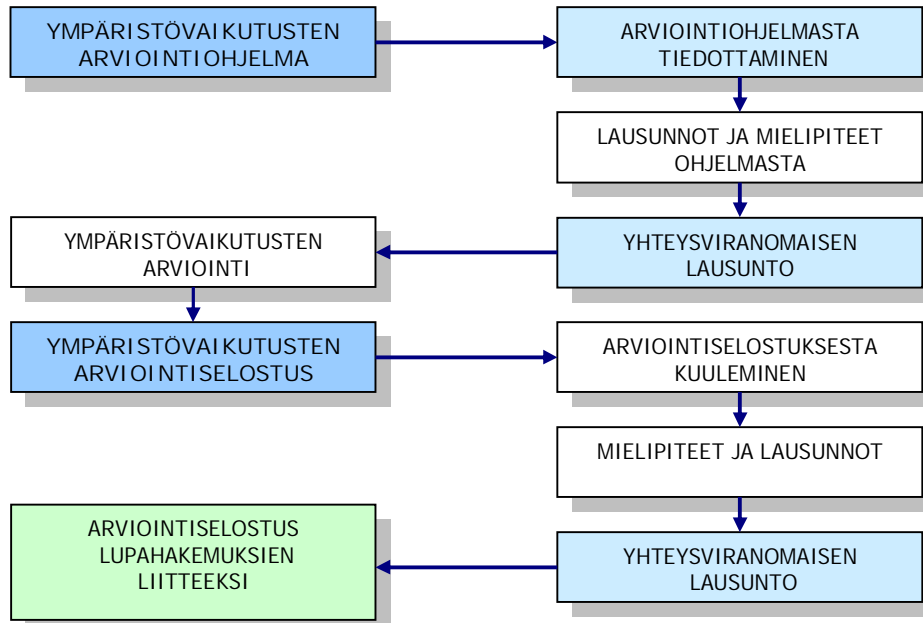 YMPÄRISTÖVAIKUTUSTEN
ARVIOINTIOHJELMA
ARVIOINTIOHJELMASTA
TIEDOTTAMINEN
LAUSUNNOT JA MIELIPITEET
OHJELMASTA
YHTEYSVIRANOMAISEN
LAUSUNTO
YMPÄRISTÖVAIKUTUSTEN
ARVIOINTI
YMPÄRISTÖVAIKUTUSTEN
ARVIOINTISELOSTUS
ARVIOINTISELOSTUKSESTA
KUULEMINEN
MIELIPITEET JA LAUSUNNOT
YHTEYSVIRANOMAISEN
LAUSUNTO
ARVIOINTISELOSTUS
LUPAHAKEMUKSIEN
LIITTEEKSI